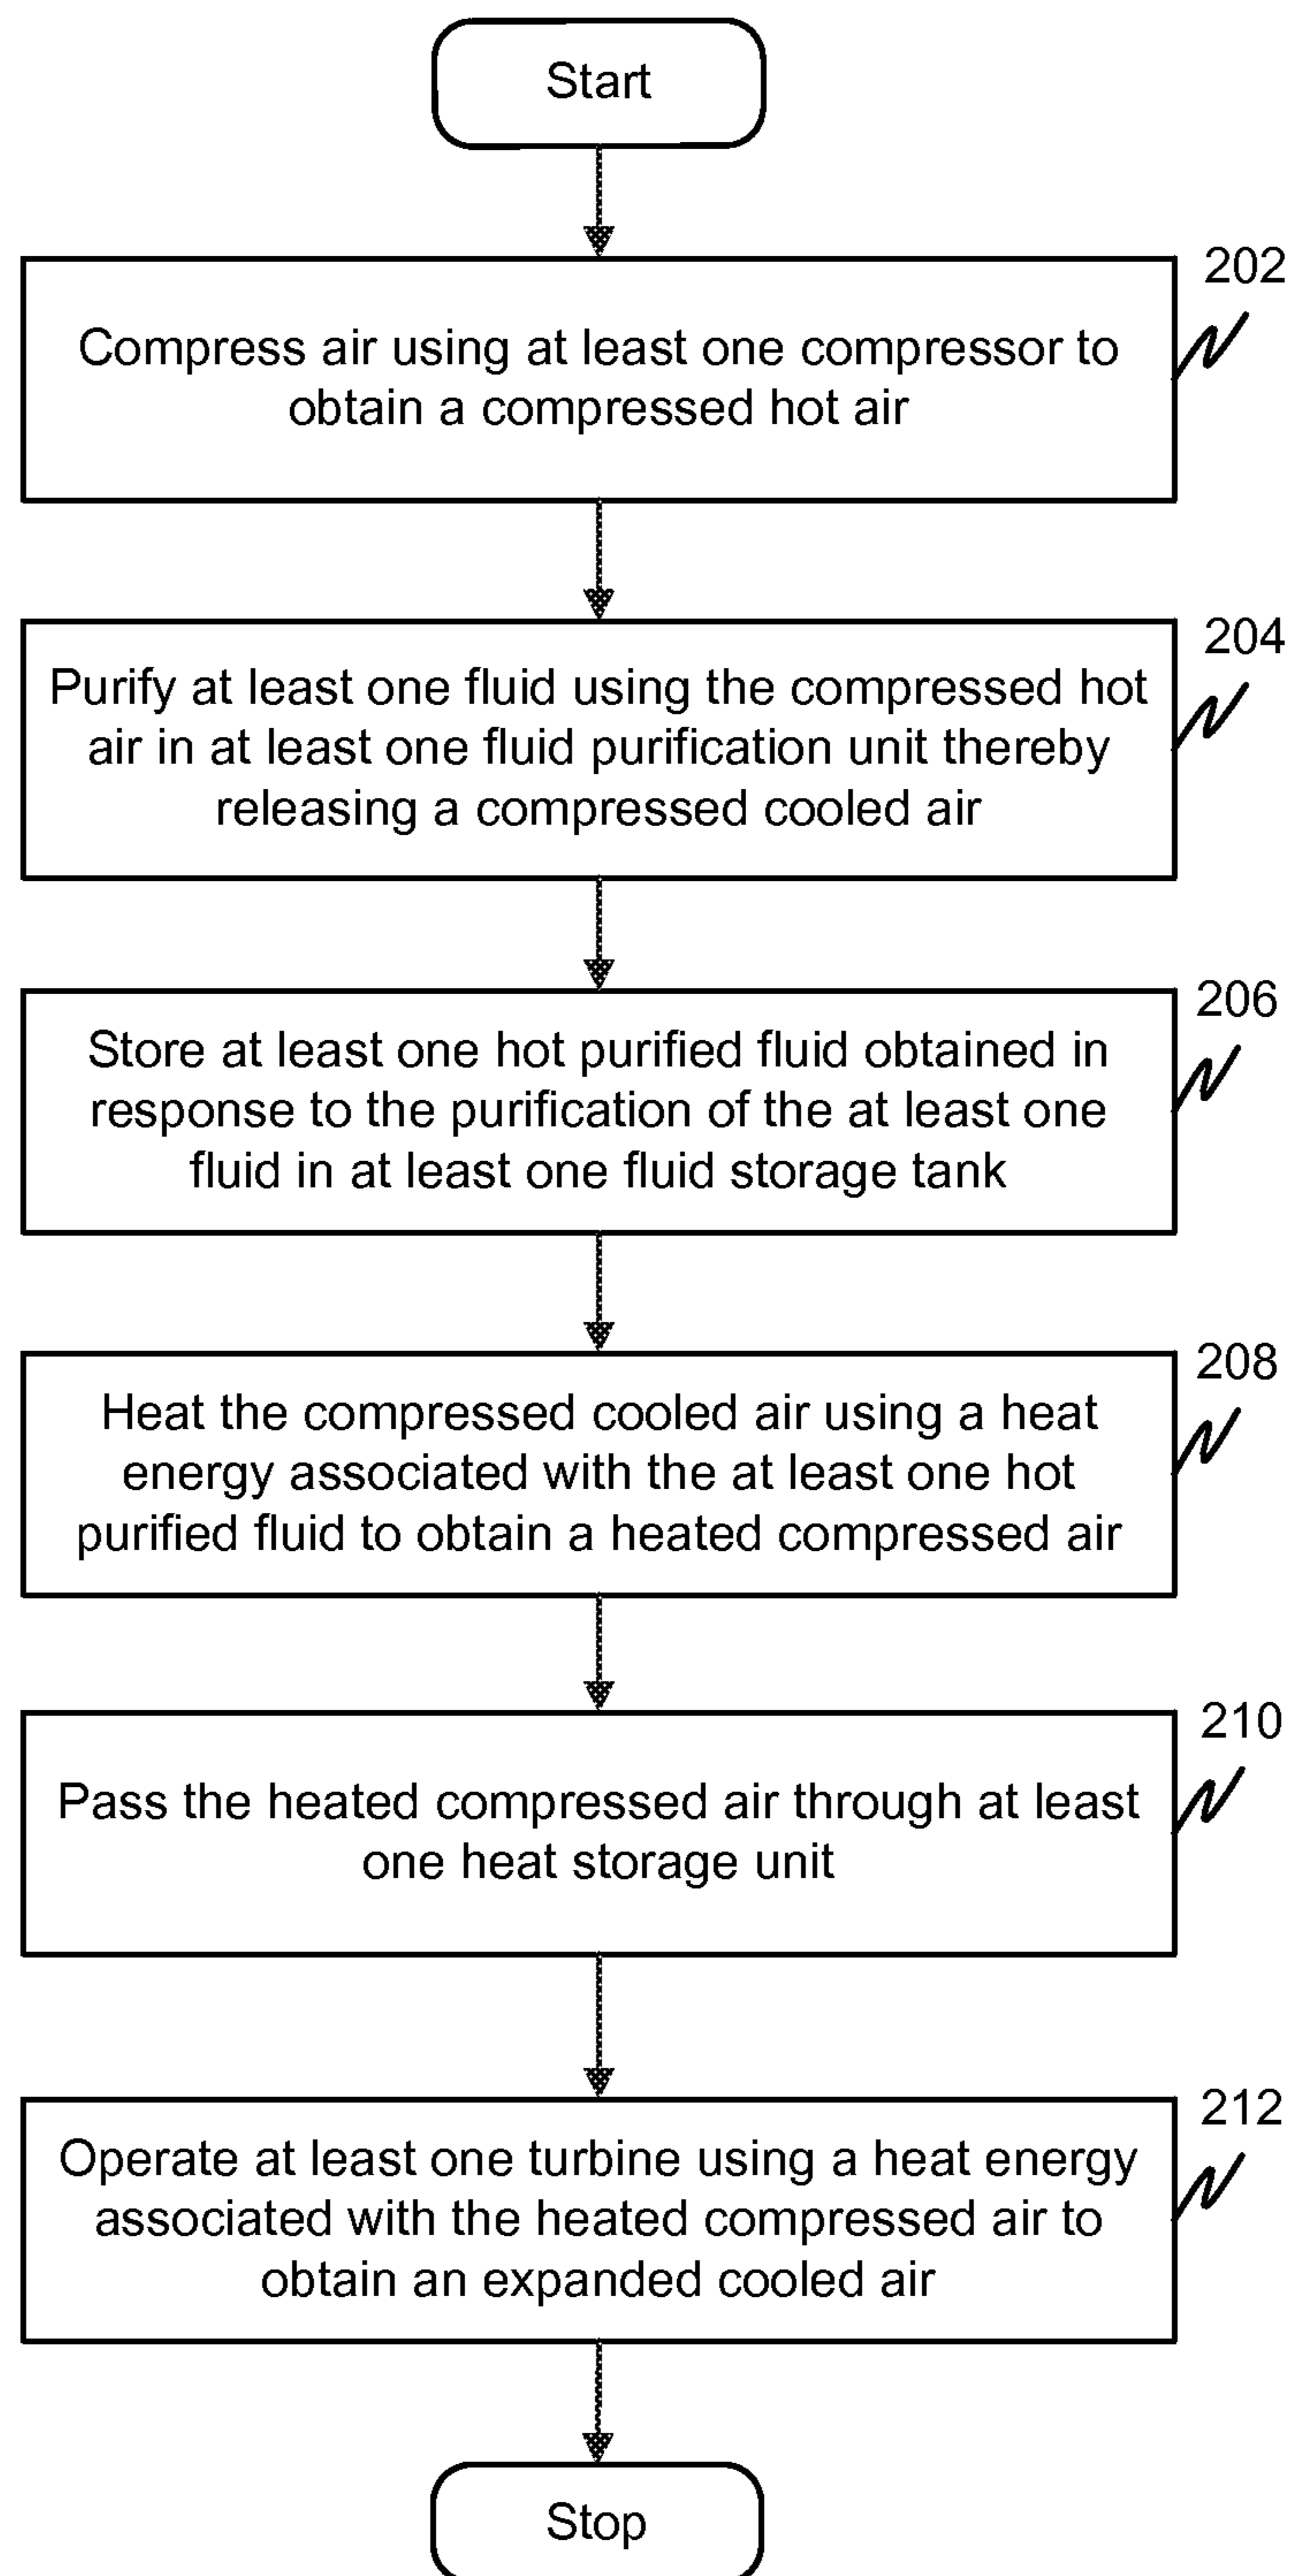 Start
202
Compress air using at least one compressor to
obtain a compressed hot air
204
Purify at least one fluid using the compressed hot
air in at least one fluid purification unit thereby
releasing a compressed cooled air
206
Store at least one hot purified fluid obtained in
response to the purification of the at least one
fluid in at least one fluid storage tank
208
Heat the compressed cooled air using a heat
energy associated with the at least one hot
purified fluid to obtain a heated compressed air
210
Pass the heated compressed air through at least
one heat storage unit
212
Operate at least one turbine using a heat energy
associated with the heated compressed air to
obtain an expanded cooled air
Stop